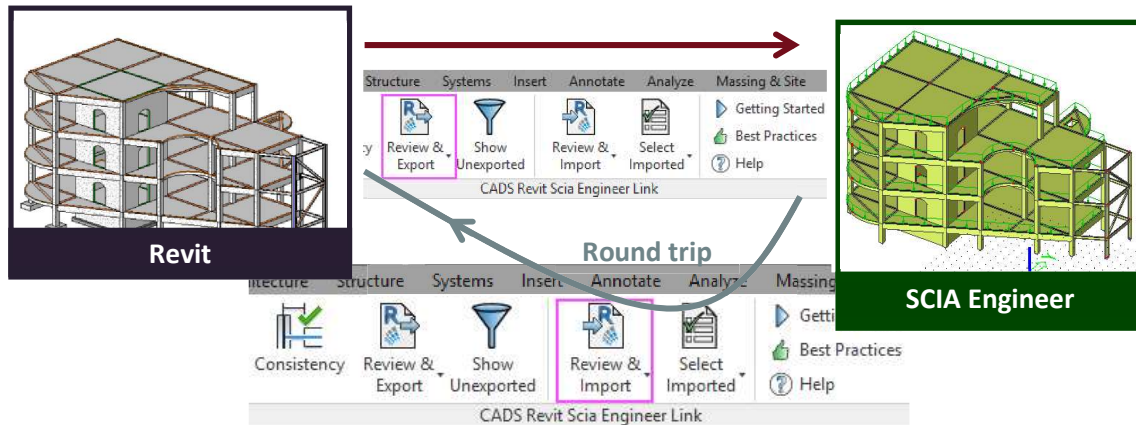 Structure Systems Insert Annotate Analyze Massing & Site
Review & Export
Show Unexported
Review & Import
Select Imported
Getting Started
Best Practices
Help
CADS Revit Scia Engineer Link
Revit
Round trip
SCIA Engineer
Systems Annotate Analyze
Consistency
Review & Export
Show Unexported
Review & Import
Select Imported
Best Practices
Help
CADS Revit Scia Engineer Link